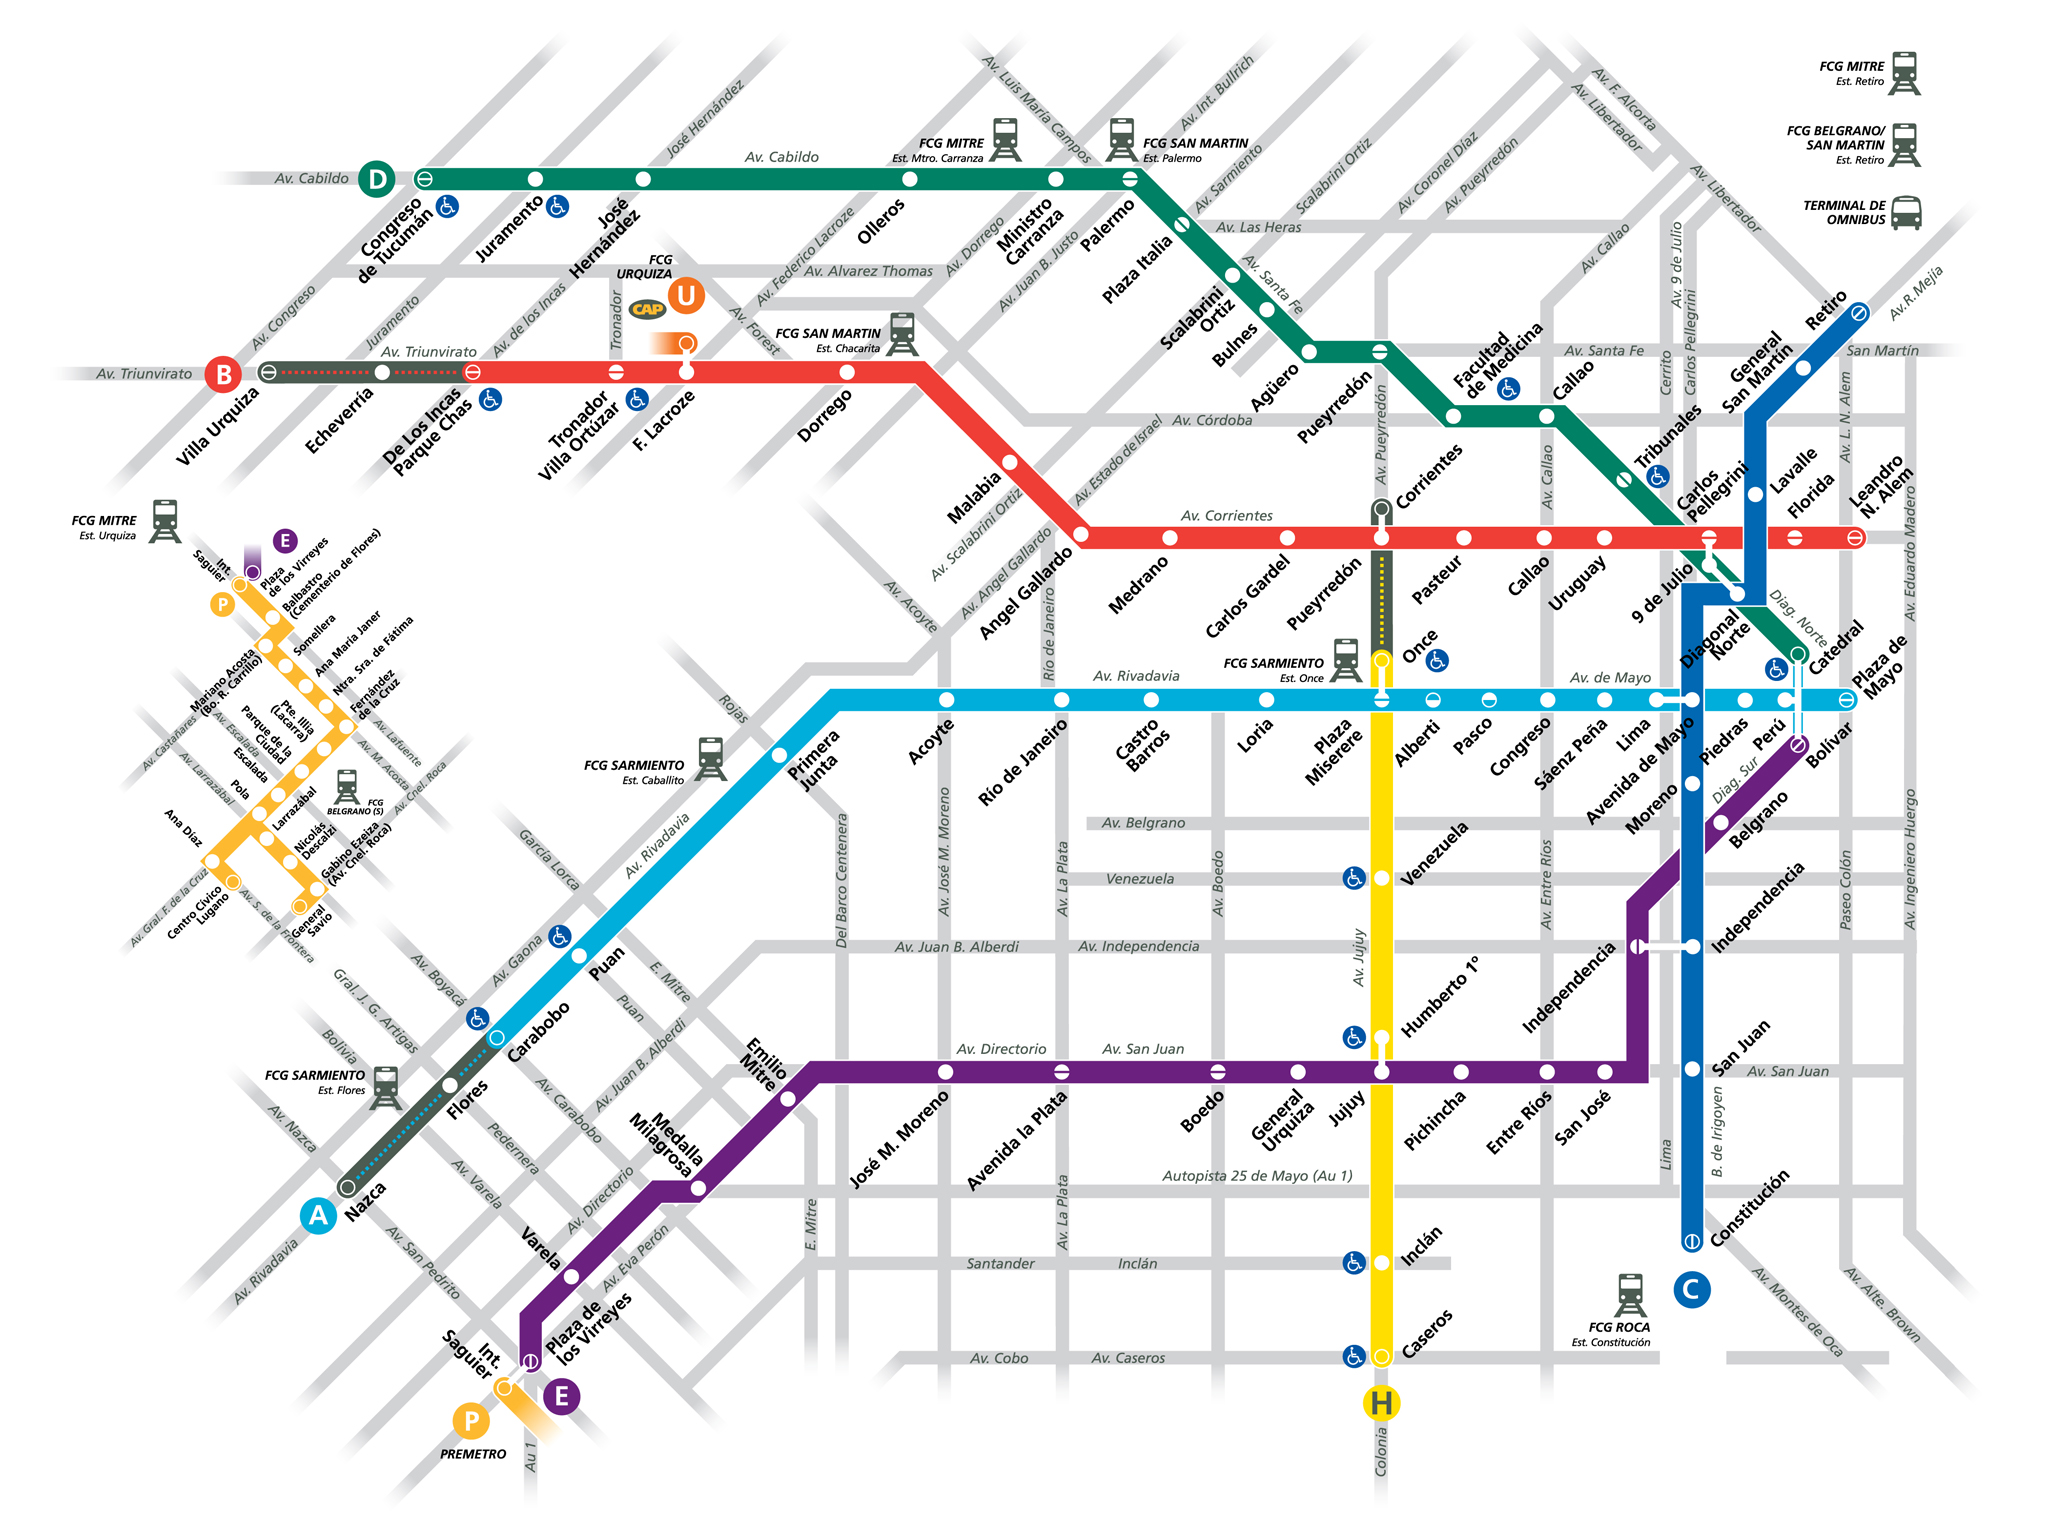 FCG MITRE
Est. Retiro
FCG BELGRANO/
SAN MARTIN
Est. Retiro
TERMINAL DE
OMNIBUS
Av. Luis María Campos
Av. Int. Bullrich
Av. F. Alcorta
Av. Libertador
Av. Libertador
José Hernández
FCG MITRE
Est. Mtro. Carranza
FCG SAN MARTIN
Est. Palermo
Av. Sarmiento
Scalabrini Ortiz
Av. Coronel Díaz
Av. Pueyrredón
Av. Cabildo
D
Av. Cabildo
Congreso
de Tucumán
Juramento
José
Hernández
Olleros
Ministro
Carranza
Palermo
Plaza Italia
Scalabrini
Ortiz
Bulnes
Agüero
Pueyrredón
Facultad
de Medicina
Callao
Tribunales
Av. Las Heras
Av. Santa Fe
Av. Callao
Av. 9 de Julio
Cerrito
Carlos Pellegrini
Av.R. Mejía
Retiro
General
San Martín
FCG
URQUIZA
U
CAP
Av. Federico Lacroze
Av. Alvarez Thomas
Av. Dorrego
Av. Juan B. Justo
Av. Congreso
Juramento
Av. de los Incas
Tronador
Av. Forest
FCG SAN MARTIN
Est. Chacarita
Av. Santa Fe
San Martín
Av. Triunvirato
B
Av. Triunvirato
Villa Urquiza
Echeverría
De Los Incas
Parque Chas
Tronador
Villa Ortúzar
F. Lacroze
Dorrego
Malabia
Angel Gallardo
Medrano
Carlos Gardel
Pueyrredón
Pasteur
Callao
Uruguay
Carlos
Pellegrini
Florida
Leandro
N. Alem
Lavalle
Corrientes
Av. Córdoba
Av. Pueyrredón
Av. Callao
Av. L. N. Alem
Av. Estado de Israel
Av. Scalabrini Ortiz
Av. Angel Gallardo
Av. Corrientes
Av. Eduardo Madero
9 de Julio
Diagonal
Norte
Diag. Norte
Catedral
FCG MITRE
Est. Urquiza
E
Int.
Saguier
P
Plaza
de los Virreyes
Balbastro
(Cementerio de Flores)
Somellera
Mariano Acosta
(Bo. R. Carrillo)
Ana María Janer
Ntra. Sra. de Fátima
Fernández
de la Cruz
Pte. Illia
(Lacarra)
Parque de la
Ciudad
Escalada
Pola
Ana Díaz
Larrazábal
Nicolás
Descalzi
Gabino Ezeiza
(Av. Cnel. Roca)
Centro Cívico
Lugano
General
Savio
FCG
BELGRANO (S)
Av. Castañares
Av. Escalada
Av. Larrazábal
Av. Lafuente
Av. M. Acosta
Av. Cnel. Roca
Av. Gral. F. de la Cruz
Av. S. de la Frontera
Av. Acoyte
Río de Janeiro
Rojas
FCG SARMIENTO
Est. Once
Once
Av. Rivadavia
Av. de Mayo
Primera
Junta
Acoyte
Río de Janeiro
Castro
Barros
Loria
Plaza
Miserere
Alberti
Pasco
Congreso
Sáenz Peña
Lima
Avenida de Mayo
Piedras
Perú
Plaza de
Mayo
Bolívar
FCG SARMIENTO
Est. Caballito
Moreno
Diag. Sur
Belgrano
Av. Belgrano
Venezuela
Venezuela
García Lorca
Av. Rivadavia
Del Barco Centenera
Av. José M. Moreno
Av. La Plata
Av. Boedo
Av. Jujuy
Av. Entre Ríos
Paseo Colón
Av. Ingeniero Huergo
Independencia
Independencia
Av. Juan B. Alberdi
Av. Independencia
Humberto 1º
Puan
Carabobo
Av. Gaona
Av. Boyacá
Gral. J. G. Artigas
E. Mitre
Puan
Av. Juan B. Alberdi
Bolivia
FCG SARMIENTO
Est. Flores
Flores
Nazca
A
Av. Nazca
Av. Rivadavia
Pedernera
Av. Varela
Av. Carabobo
Av. Directorio
Av. San Pedrito
Av. Eva Perón
Emilio
Mitre
Medalla
Milagrosa
Varela
Plaza de
los Virreyes
Int.
Saguier
E
P
PREMETRO
Au 1
Av. Directorio
Av. San Juan
José M. Moreno
Avenida la Plata
Boedo
General
Urquiza
Jujuy
Pichincha
Entre Ríos
San José
San Juan
Av. San Juan
Lima
B. de Irigoyen
Autopista 25 de Mayo (Au 1)
E. Mitre
Av. La Plata
Santander
Inclán
Inclán
Constitución
C
FCG ROCA
Est. Constitución
Av. Montes de Oca
Av. Alte. Brown
Av. Cobo
Av. Caseros
Caseros
H
Colonia